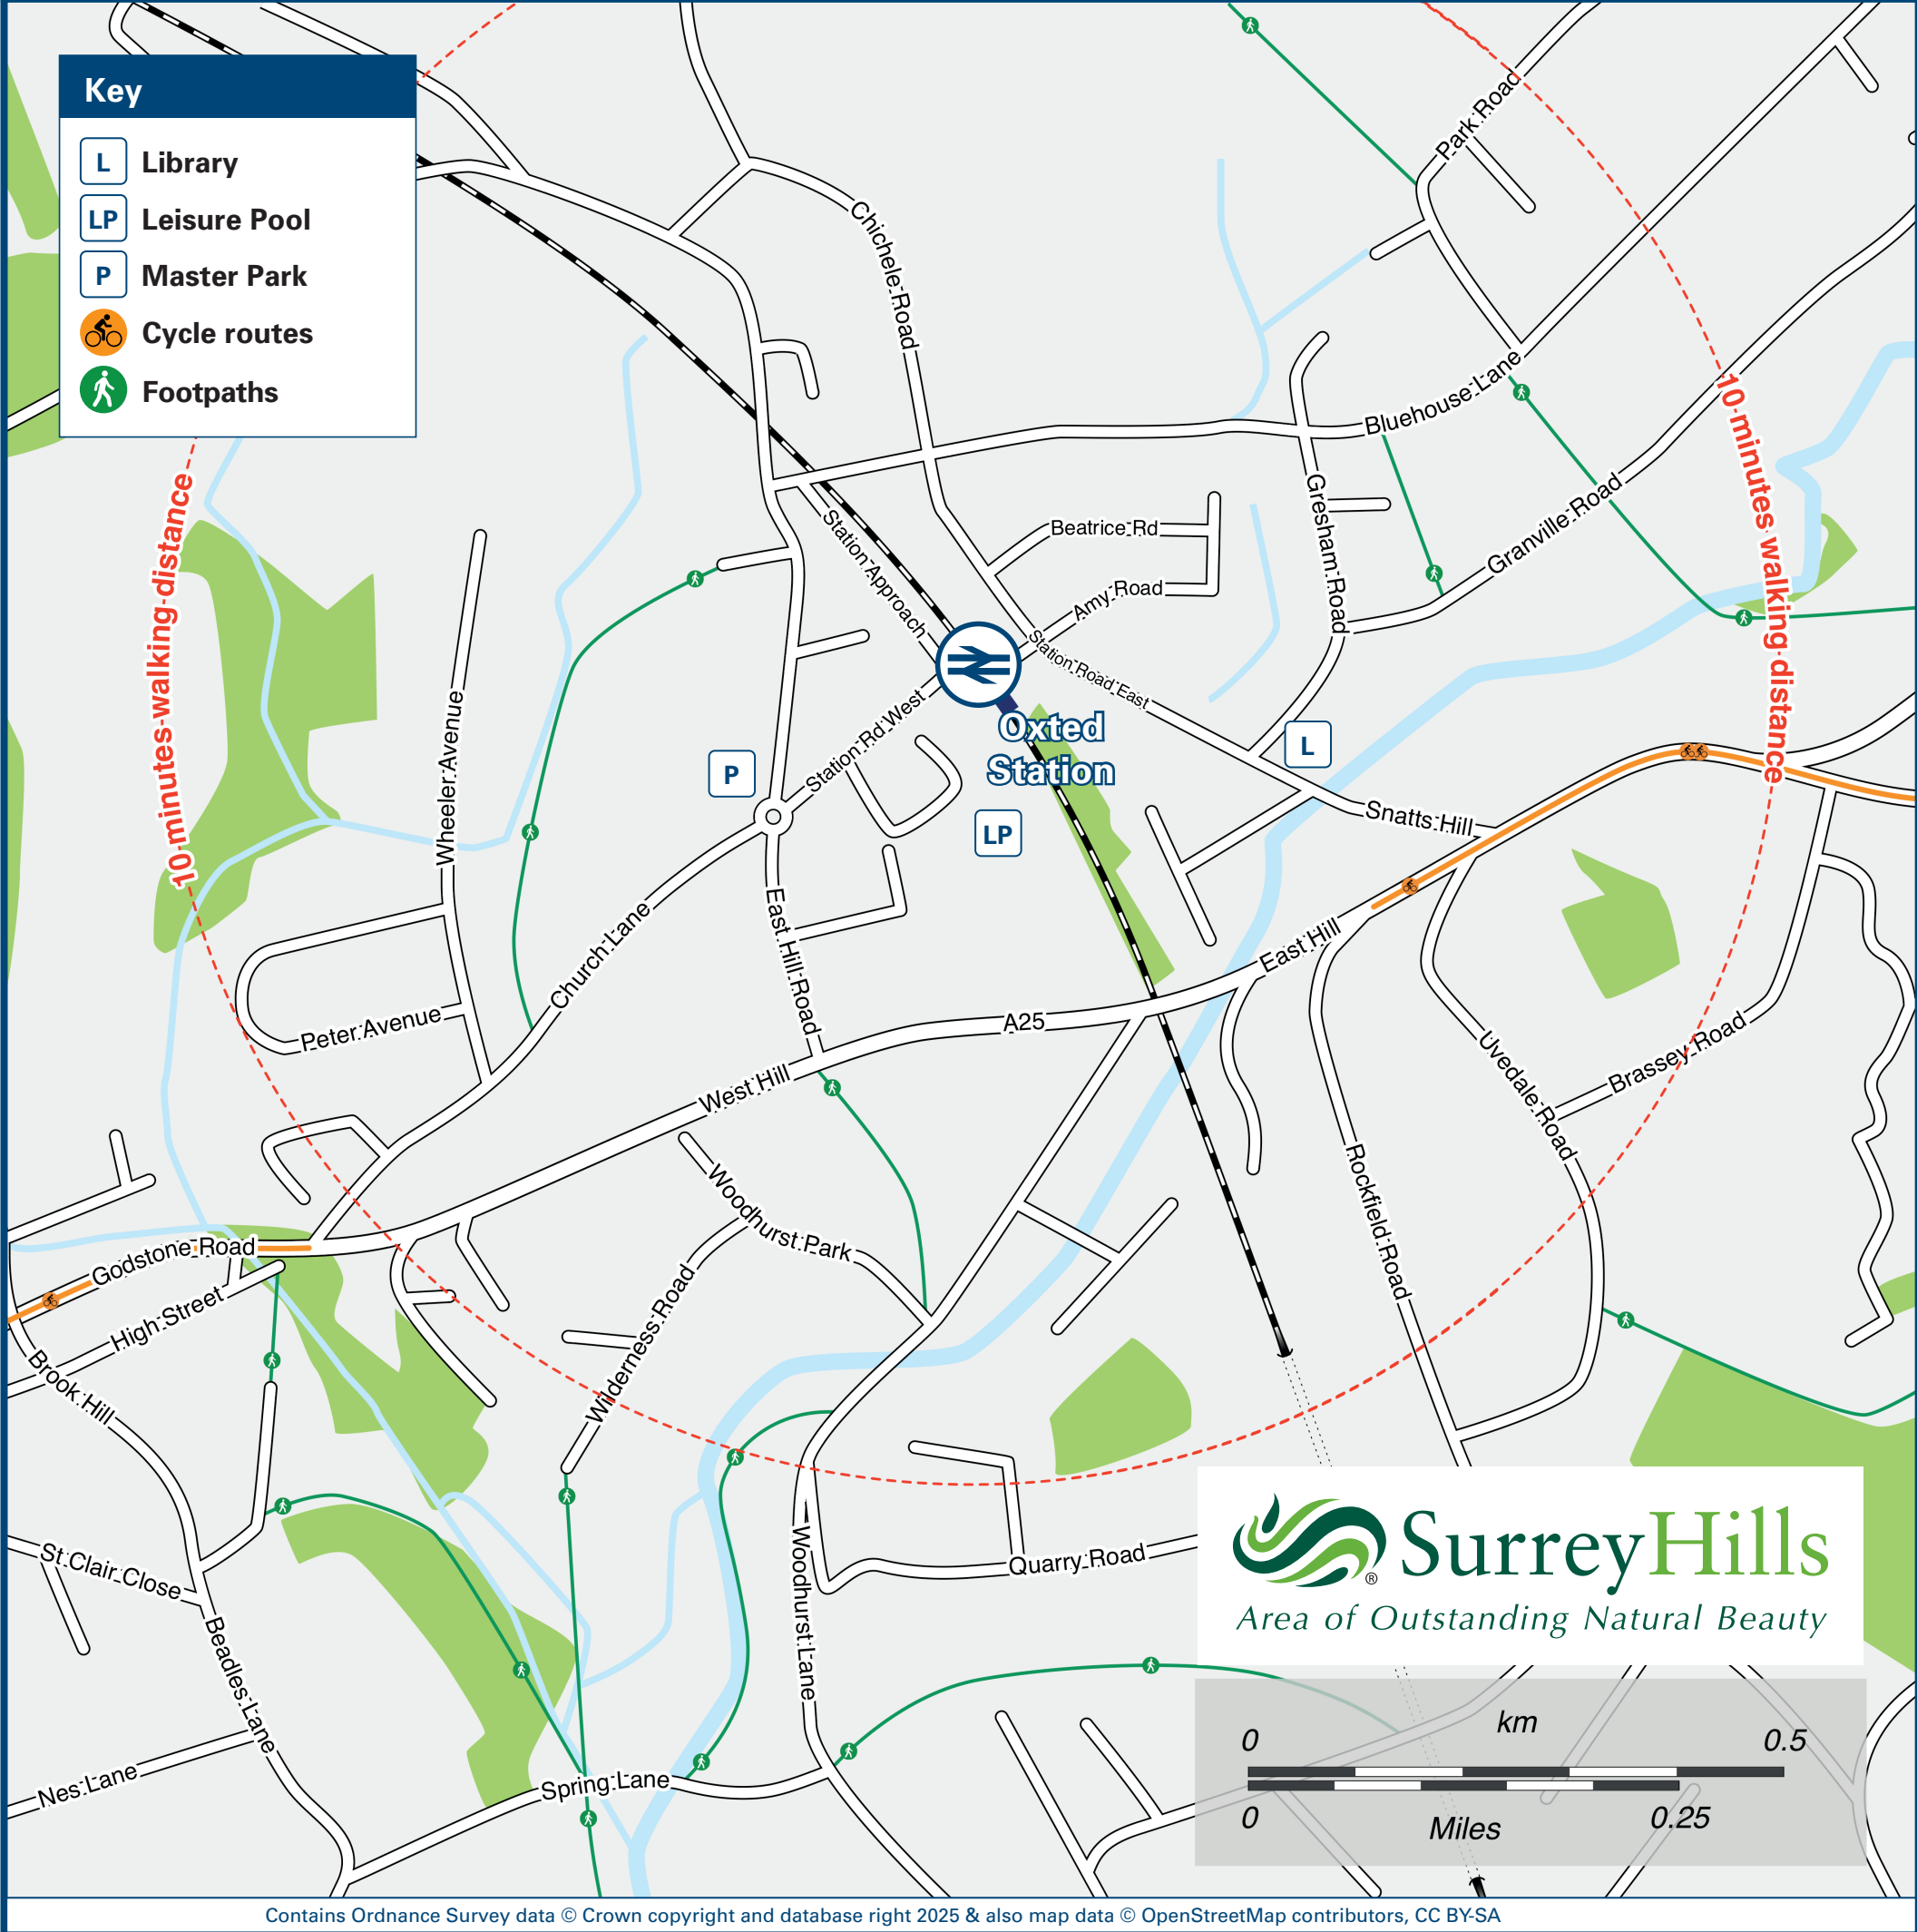 Key
L Library
LP Leisure Pool
P Master Park
Cycle routes
Footpaths
Park Road
Chichele Road
Bluehouse Lane
10 minutes walking distance
10 minutes walking distance
Station Approach
Beatrice Rd
Gresham Road
Granville Road
Amy Road
Station Road East
Wheeler Avenue
Station Rd West
Oxted
Station
P
L
LP
Snatts Hill
Church Lane
East Hill Road
East Hill
Peter Avenue
A25
West Hill
Uvedale Road
Brassey Road
Woodhurst Park
Rockfield Road
Godstone Road
High Street
Wilderness Road
Brook Hill
St Clair Close
Woodhurst Lane
Quarry Road
SurreyHills
®
Area of Outstanding Natural Beauty
Beadles Lane
Nes Lane
Spring Lane
km
0 0.5
0 0.25
Miles
Contains Ordnance Survey data © Crown copyright and database right 2025 & also map data © OpenStreetMap contributors, CC BY-SA